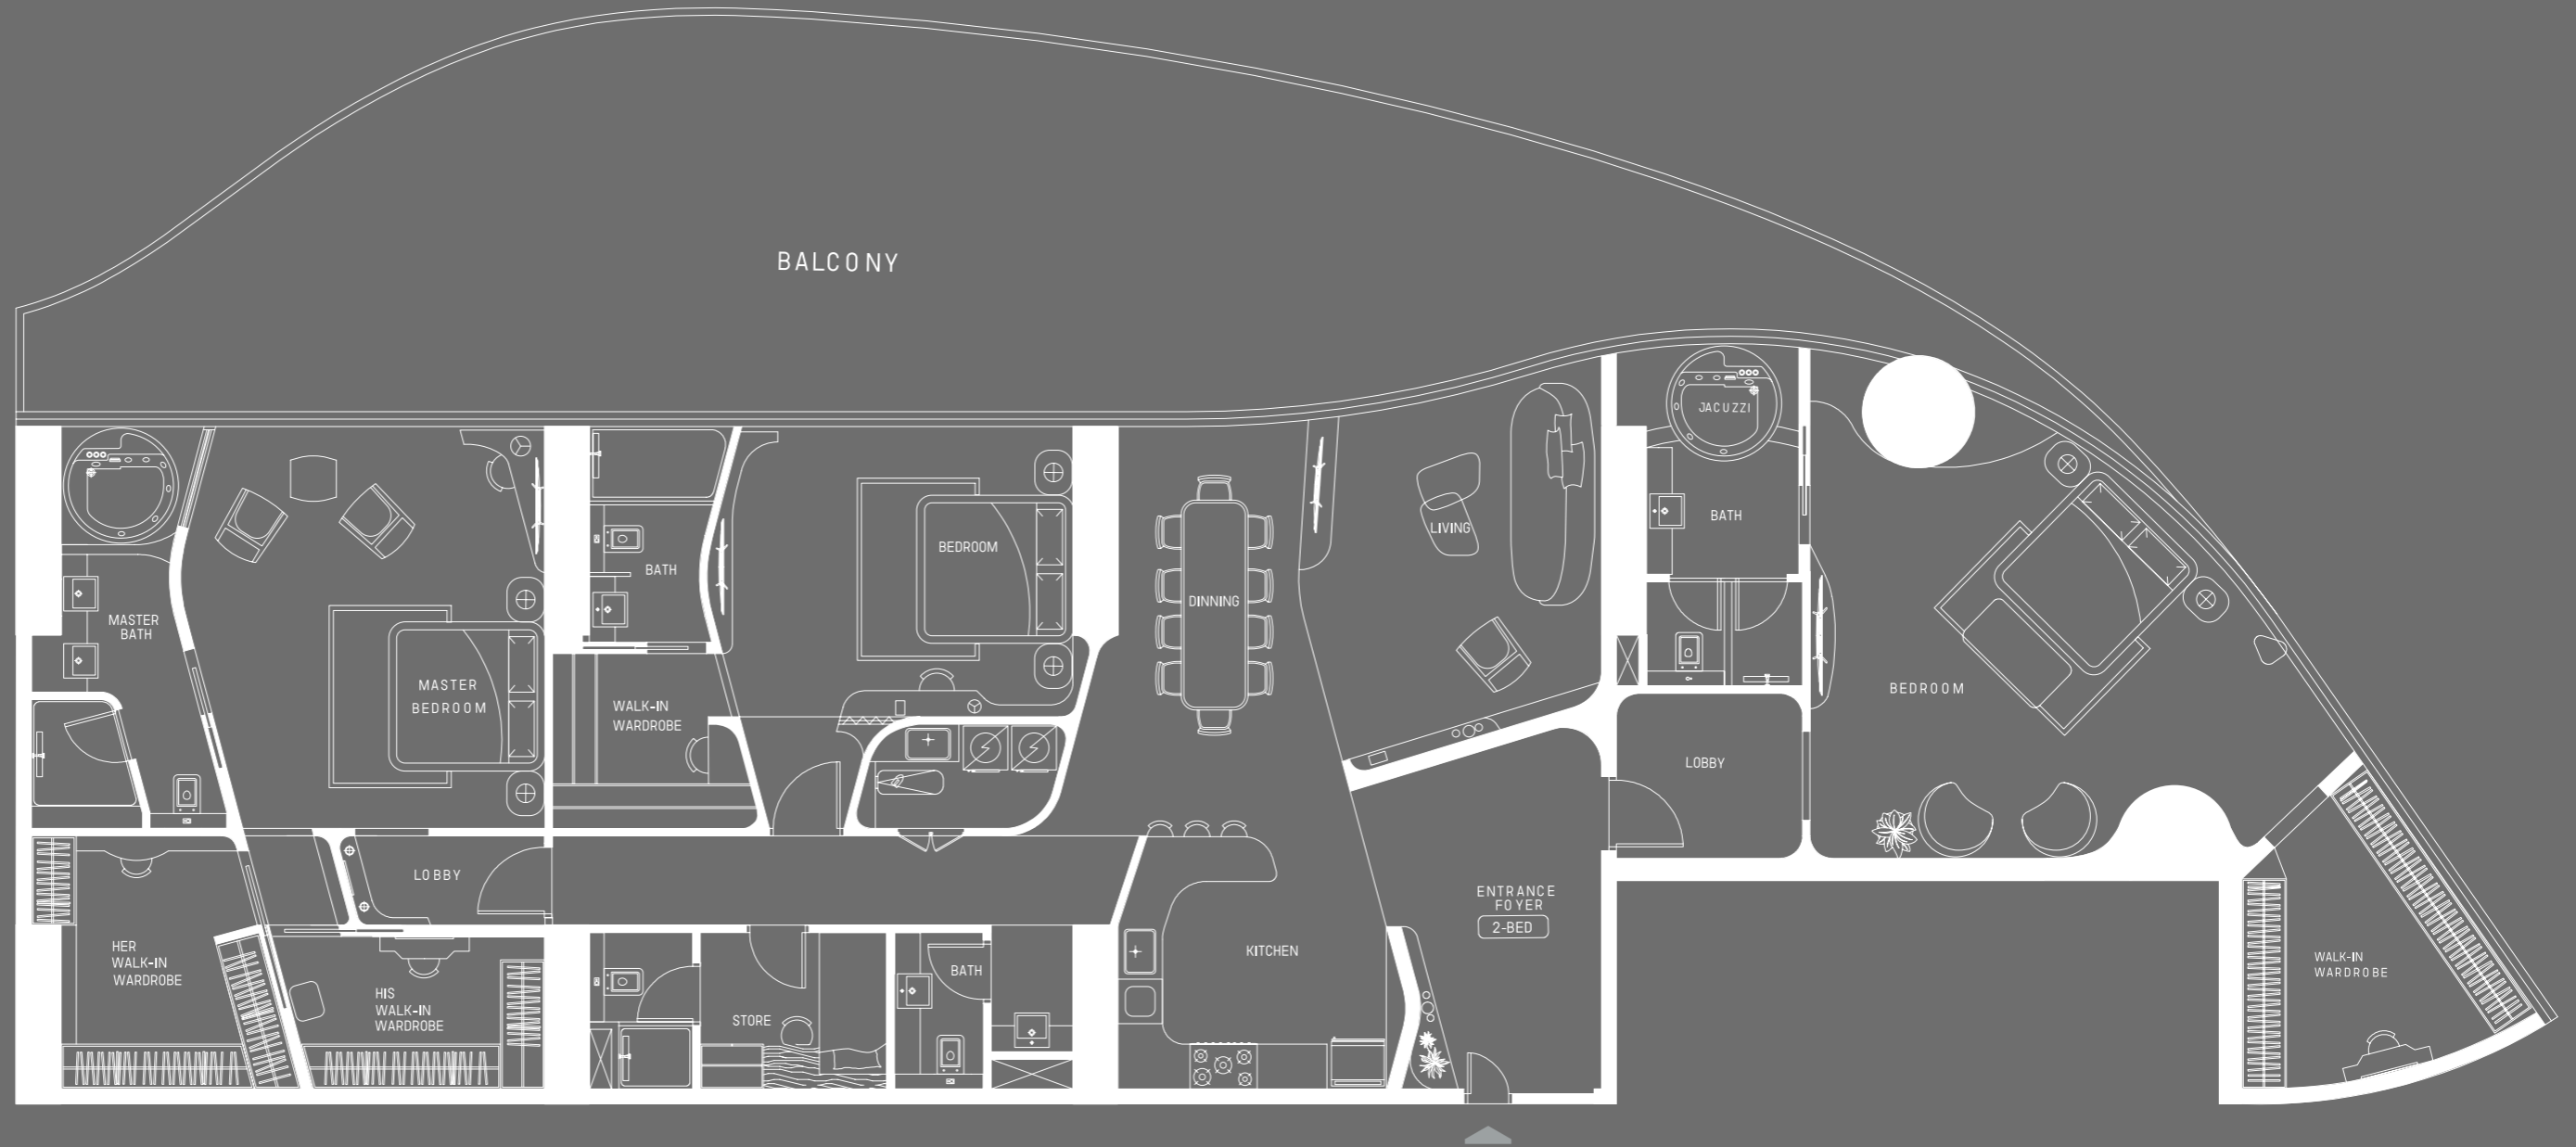 BALCONY
JACUZZI
BATH
LIVING
BEDROOM
BATH
DINNING
MASTER
BATH
MASTER
BEDROOM
WALK-IN
WARDROBE
BEDROOM
LOBBY
LOBBY
ENTRANCE
FOYER
2-BED
HER
WALK-IN
WARDROBE
HIS
WALK-IN
WARDROBE
STORE
BATH
KITCHEN
WALK-IN
WARDROBE